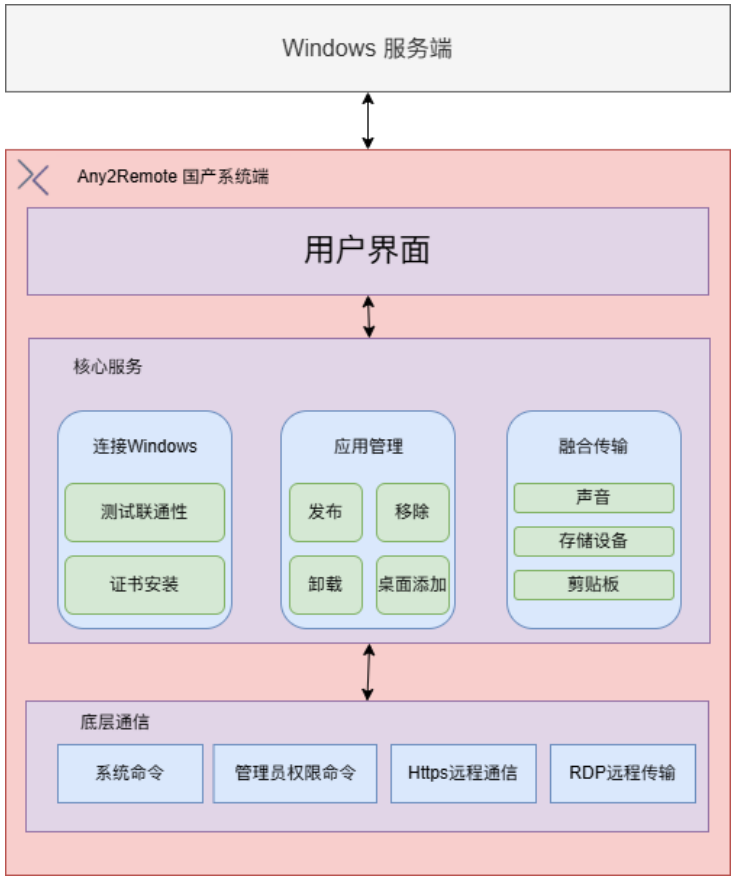 Windows 服务端
Any2Remote 国产系统端
用户界面
核心服务
连接Windows
测试联通性
证书安装
应用管理
发布
移除
卸载
桌面添加
融合传输
声音
存储设备
剪贴板
底层通信
系统命令
管理员权限命令
Https远程通信
RDP远程传输